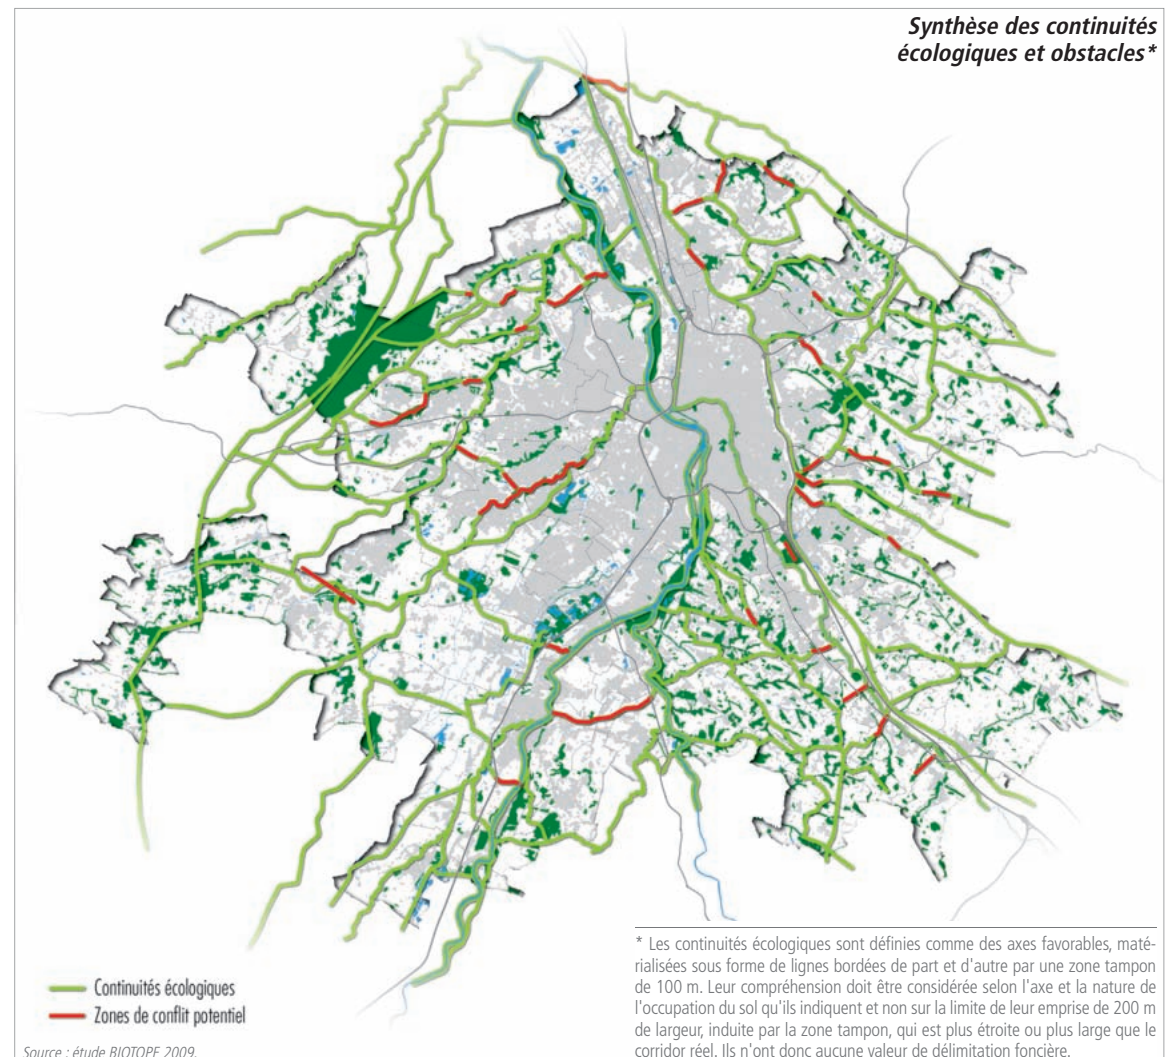 Synthèse des continuités
écologiques et obstacles*
Continuités écologiques
Zones de conflit potentiel
Source : étude BIOTOPE 2009.
* Les continuités écologiques sont définies comme des axes favorables, maté-
rialisées sous forme de lignes bordées de part et d'autre par une zone tampon
de 100 m. Leur compréhension doit être considérée selon l'axe et la nature de
l'occupation du sol qu'ils indiquent et non sur la limite de leur emprise de 200 m
de largeur, induite par la zone tampon, qui est plus étroite ou plus large que le
corridor réel. Ils n'ont donc aucune valeur de délimitation foncière.